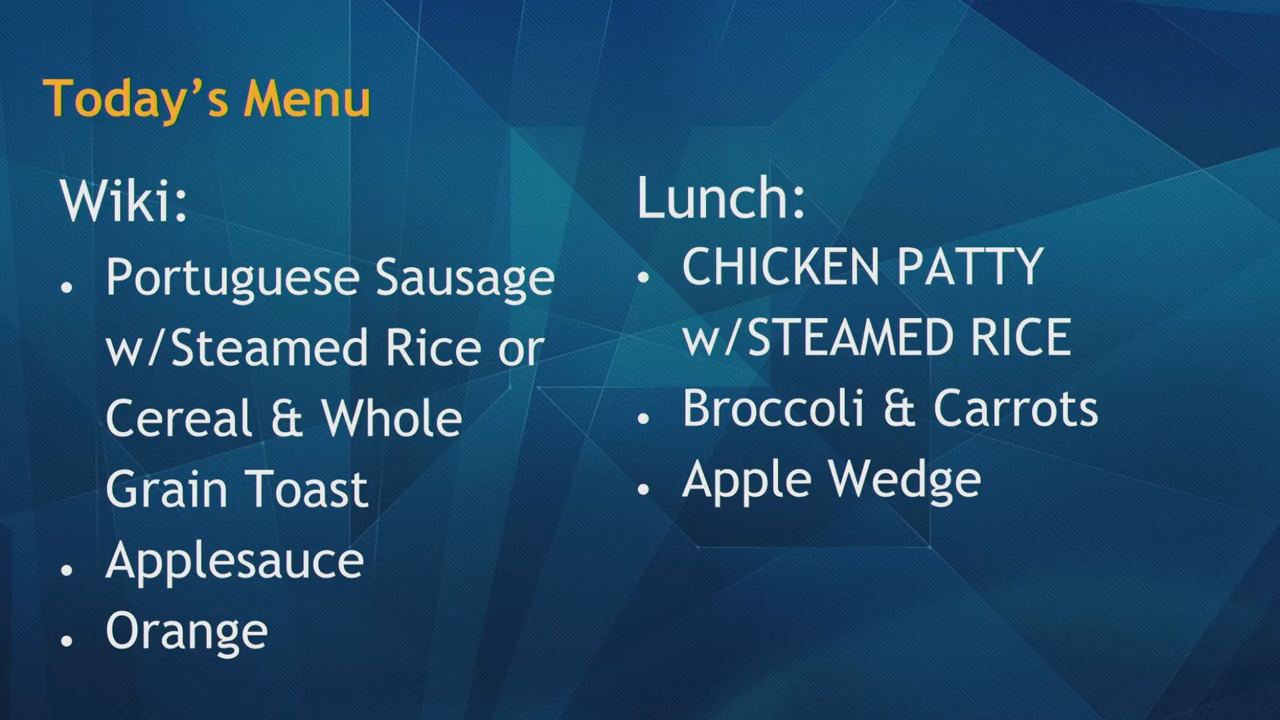 Today’s Menu
Wiki:
• Portuguese Sausage
w/Steamed Rice or
Cereal & Whole
Grain Toast
• Applesauce
• Orange
Lunch:
• CHICKEN PATTY
w/STEAMED RICE
• Broccoli & Carrots
• Apple Wedge